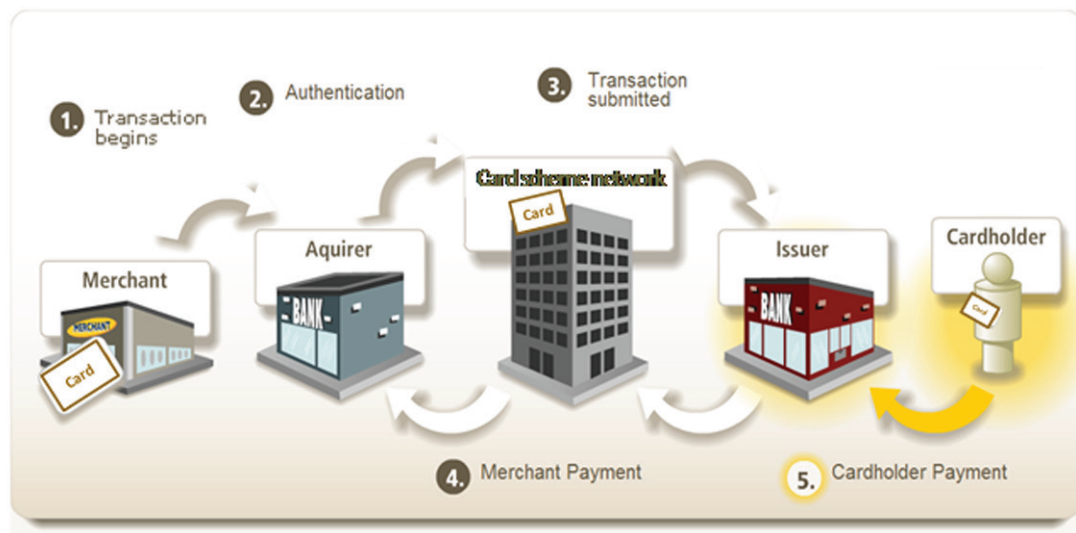 1. Transaction
begins
2. Authentication
3. Transaction
submitted
Card scheme network
Card
Merchant
MERCHANT
Card
Aquirer
BANK
Issuer
BANK
Cardholder
Card
4. Merchant Payment
5. Cardholder Payment